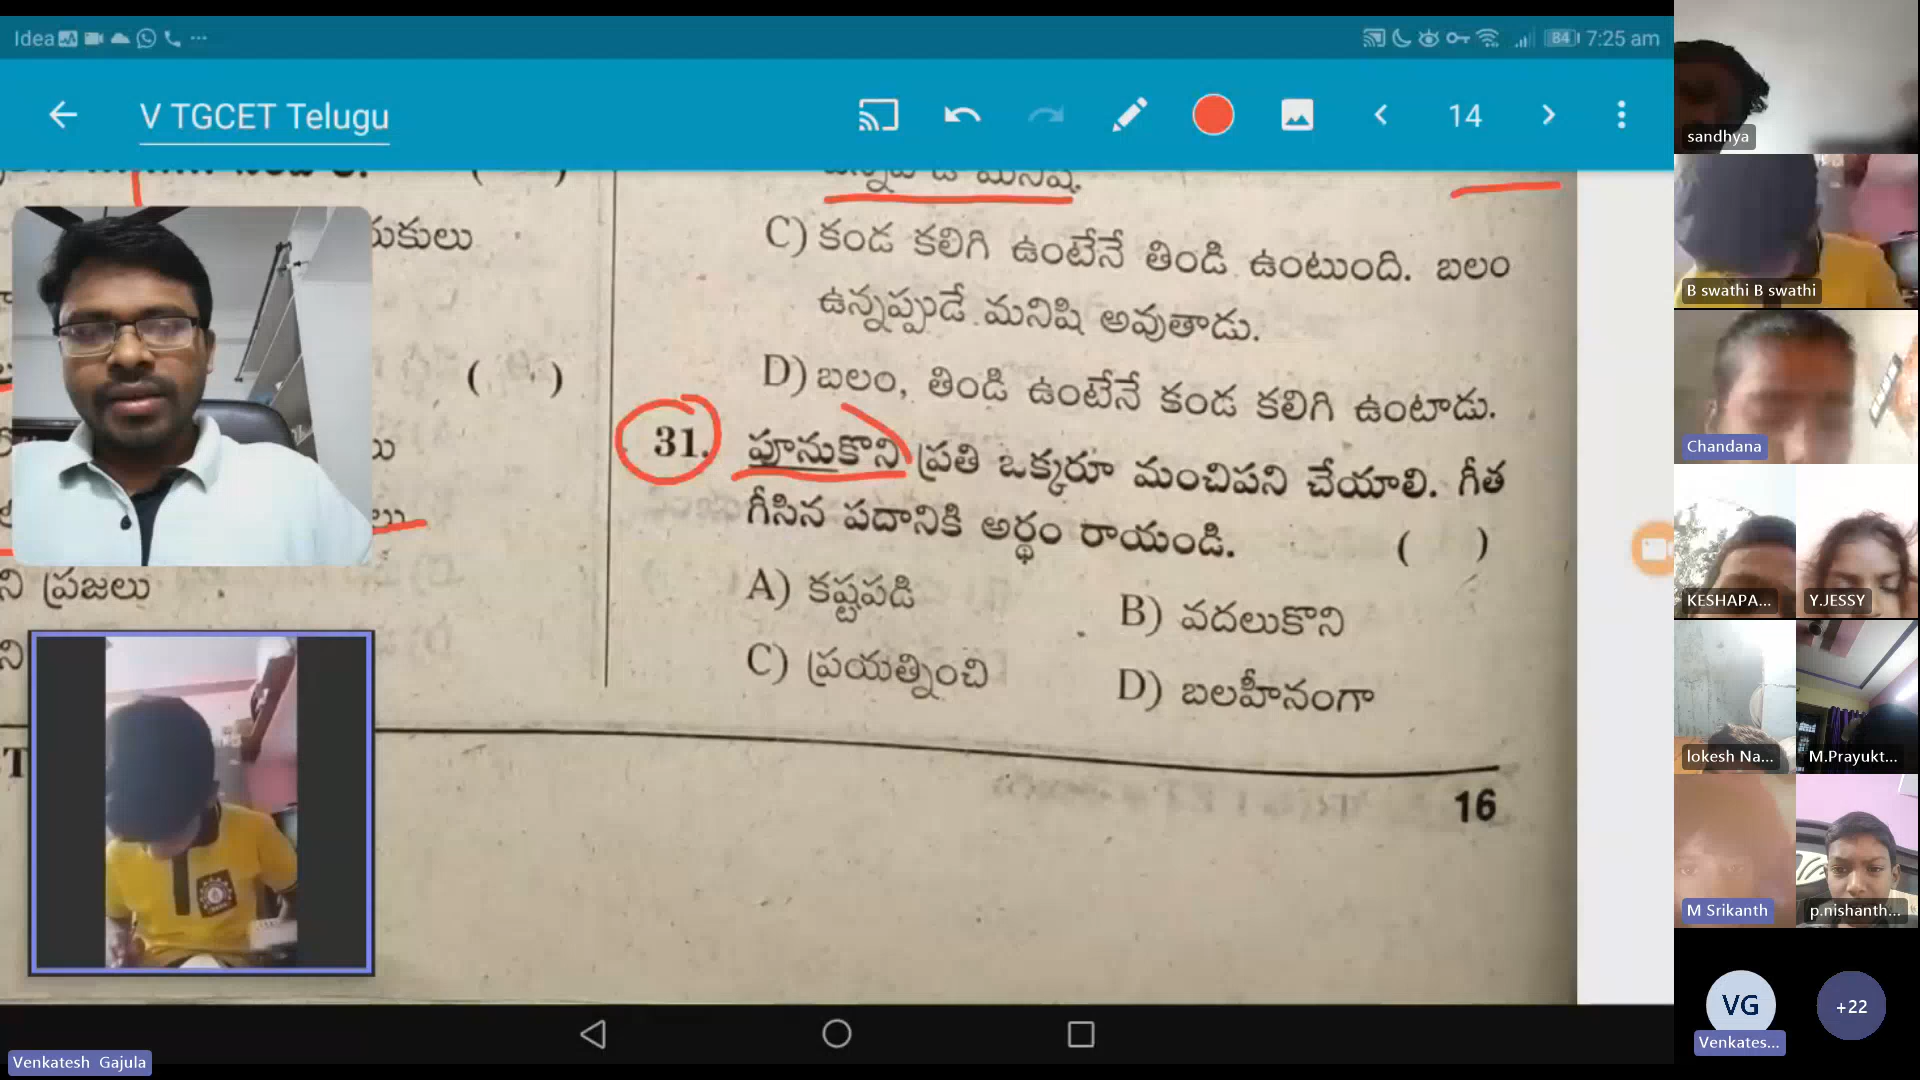 Idea
84 7:25 am
V TGCET Telugu
14
C) కండ కలిగి ఉంటేనే తిండి ఉంటుంది. బలం
ఉన్నప్పుడే మనిషి అవుతాడు.
D) బలం, తిండి ఉంటేనే కండ కలిగి ఉంటాడు.
31. పూనుకొని ప్రతి ఒక్కరూ మంచిపని చేయాలి. గీత
గీసిన పదానికి అర్థం రాయండి. ( )
A) కష్టపడి B) వదలుకొని
C) ప్రయత్నించి D) బలహీనంగా
16
( )
ప్రజలు
Venkatesh Gajula
sandhya
B swathi B swathi
Chandana
KESHAPA... Y.JESSY
lokesh Na... M.Prayukt...
M Srikanth p.nishanth...
VG +22
Venkates...